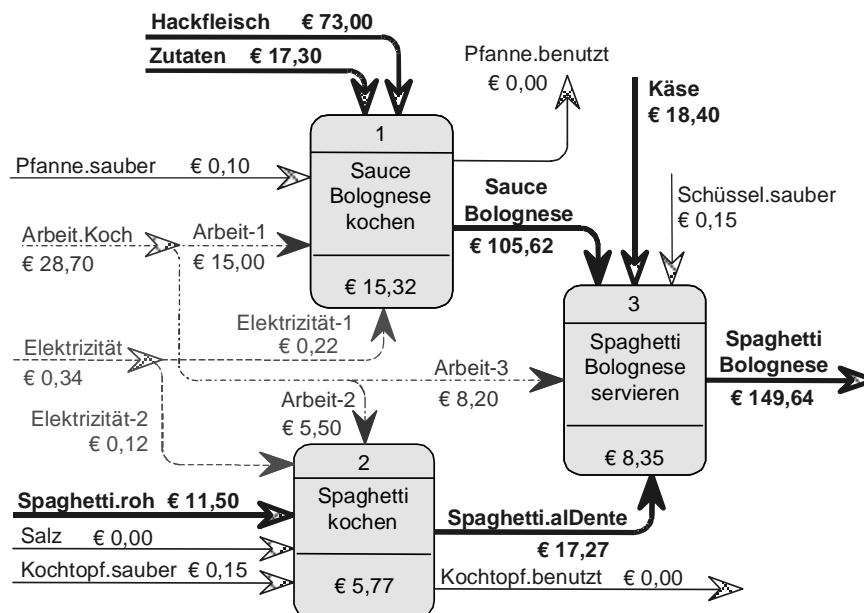 Hackfleisch € 73,00
Zutaten € 17,30
Pfanne.benutzt
€ 0,00
Käse
€ 18,40
1
Sauce
Bolognese
kochen
€ 15,32
Pfanne.sauber € 0,10
Sauce
Bolognese
€ 105,62
Schüssel.sauber
€ 0,15
Arbeit.Koch
€ 28,70
Arbeit-1
€ 15,00
Elektrizität-1
€ 0,22
3
Spaghetti
Bolognese
servieren
€ 8,35
Elektrizität
€ 0,34
Arbeit-3
€ 8,20
Spaghetti
Bolognese
€ 149,64
Elektrizität-2
€ 0,12
Arbeit-2
€ 5,50
2
Spaghetti
kochen
€ 5,77
Spaghetti.roh € 11,50
Salz € 0,00
Kochtopf.sauber € 0,15
Spaghetti.alDente
€ 17,27
Kochtopf.benutzt € 0,00